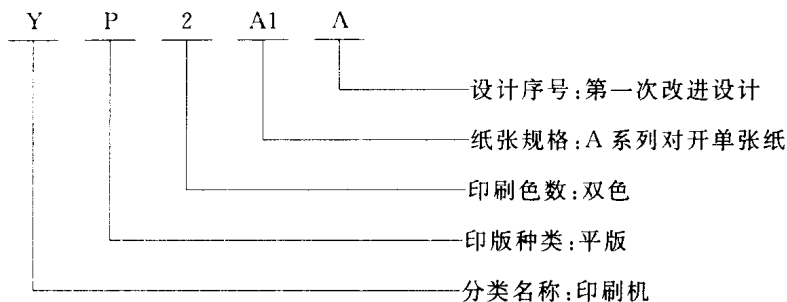 Y P 2 A1 A
设计序号:第一次改进设计
纸张规格:A 系列对开单张纸
印刷色数:双色
印版种类:平版
分类名称:印刷机